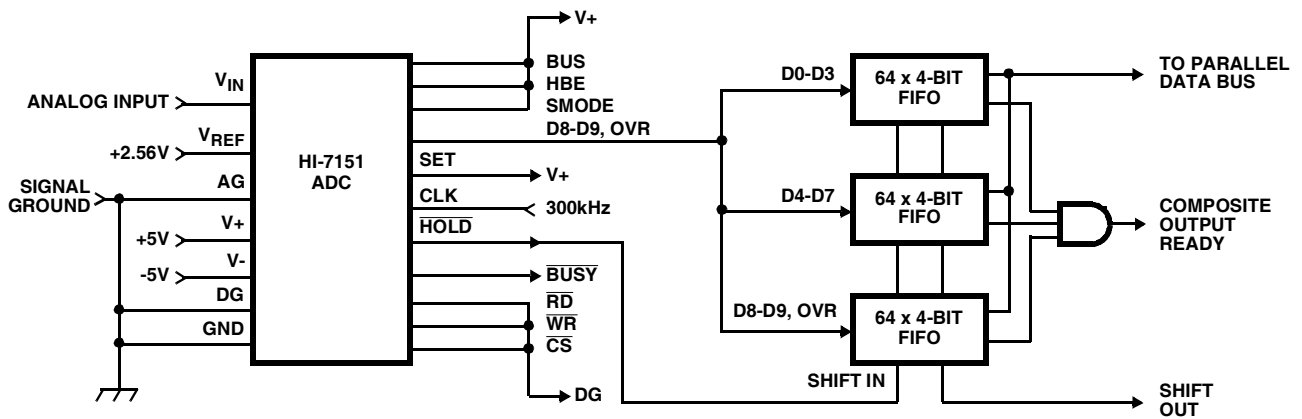 V+
BUS
HBE
SMODE
D8-D9, OVR
SET
V+
CLK
300kHz
HOLD
BUSY
RD
WR
CS
DG
VIN
ANALOG INPUT
VREF
+2.56V
AG
SIGNAL
GROUND
V+
+5V
V-
-5V
DG
GND
HI-7151
ADC
D0-D3
64 x 4-BIT
FIFO
D4-D7
64 x 4-BIT
FIFO
D8-D9, OVR
64 x 4-BIT
FIFO
SHIFT IN
TO PARALLEL
DATA BUS
COMPOSITE
OUTPUT
READY
SHIFT
OUT